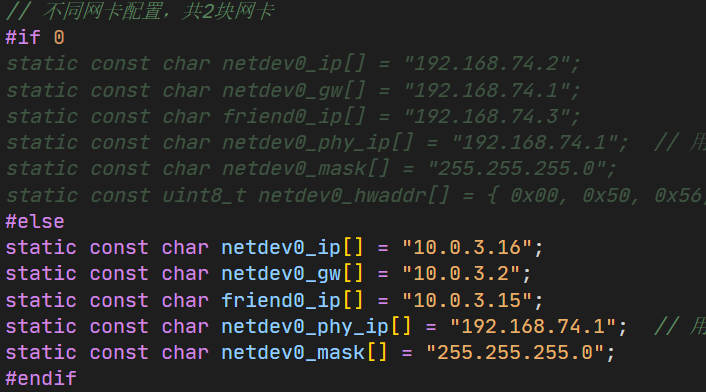 // 不同网卡配置，共2块网卡
#if 0
static const char netdev0_ip[] = "192.168.74.2";
static const char netdev0_gw[] = "192.168.74.1";
static const char friend0_ip[] = "192.168.74.3";
static const char netdev0_phy_ip[] = "192.168.74.1";  // 用
static const char netdev0_mask[] = "255.255.255.0";
static const uint8_t netdev0_hwaddr[] = { 0x00, 0x50, 0x56,
#else
static const char netdev0_ip[] = "10.0.3.16";
static const char netdev0_gw[] = "10.0.3.2";
static const char friend0_ip[] = "10.0.3.15";
static const char netdev0_phy_ip[] = "192.168.74.1";  // 用
static const char netdev0_mask[] = "255.255.255.0";
#endif